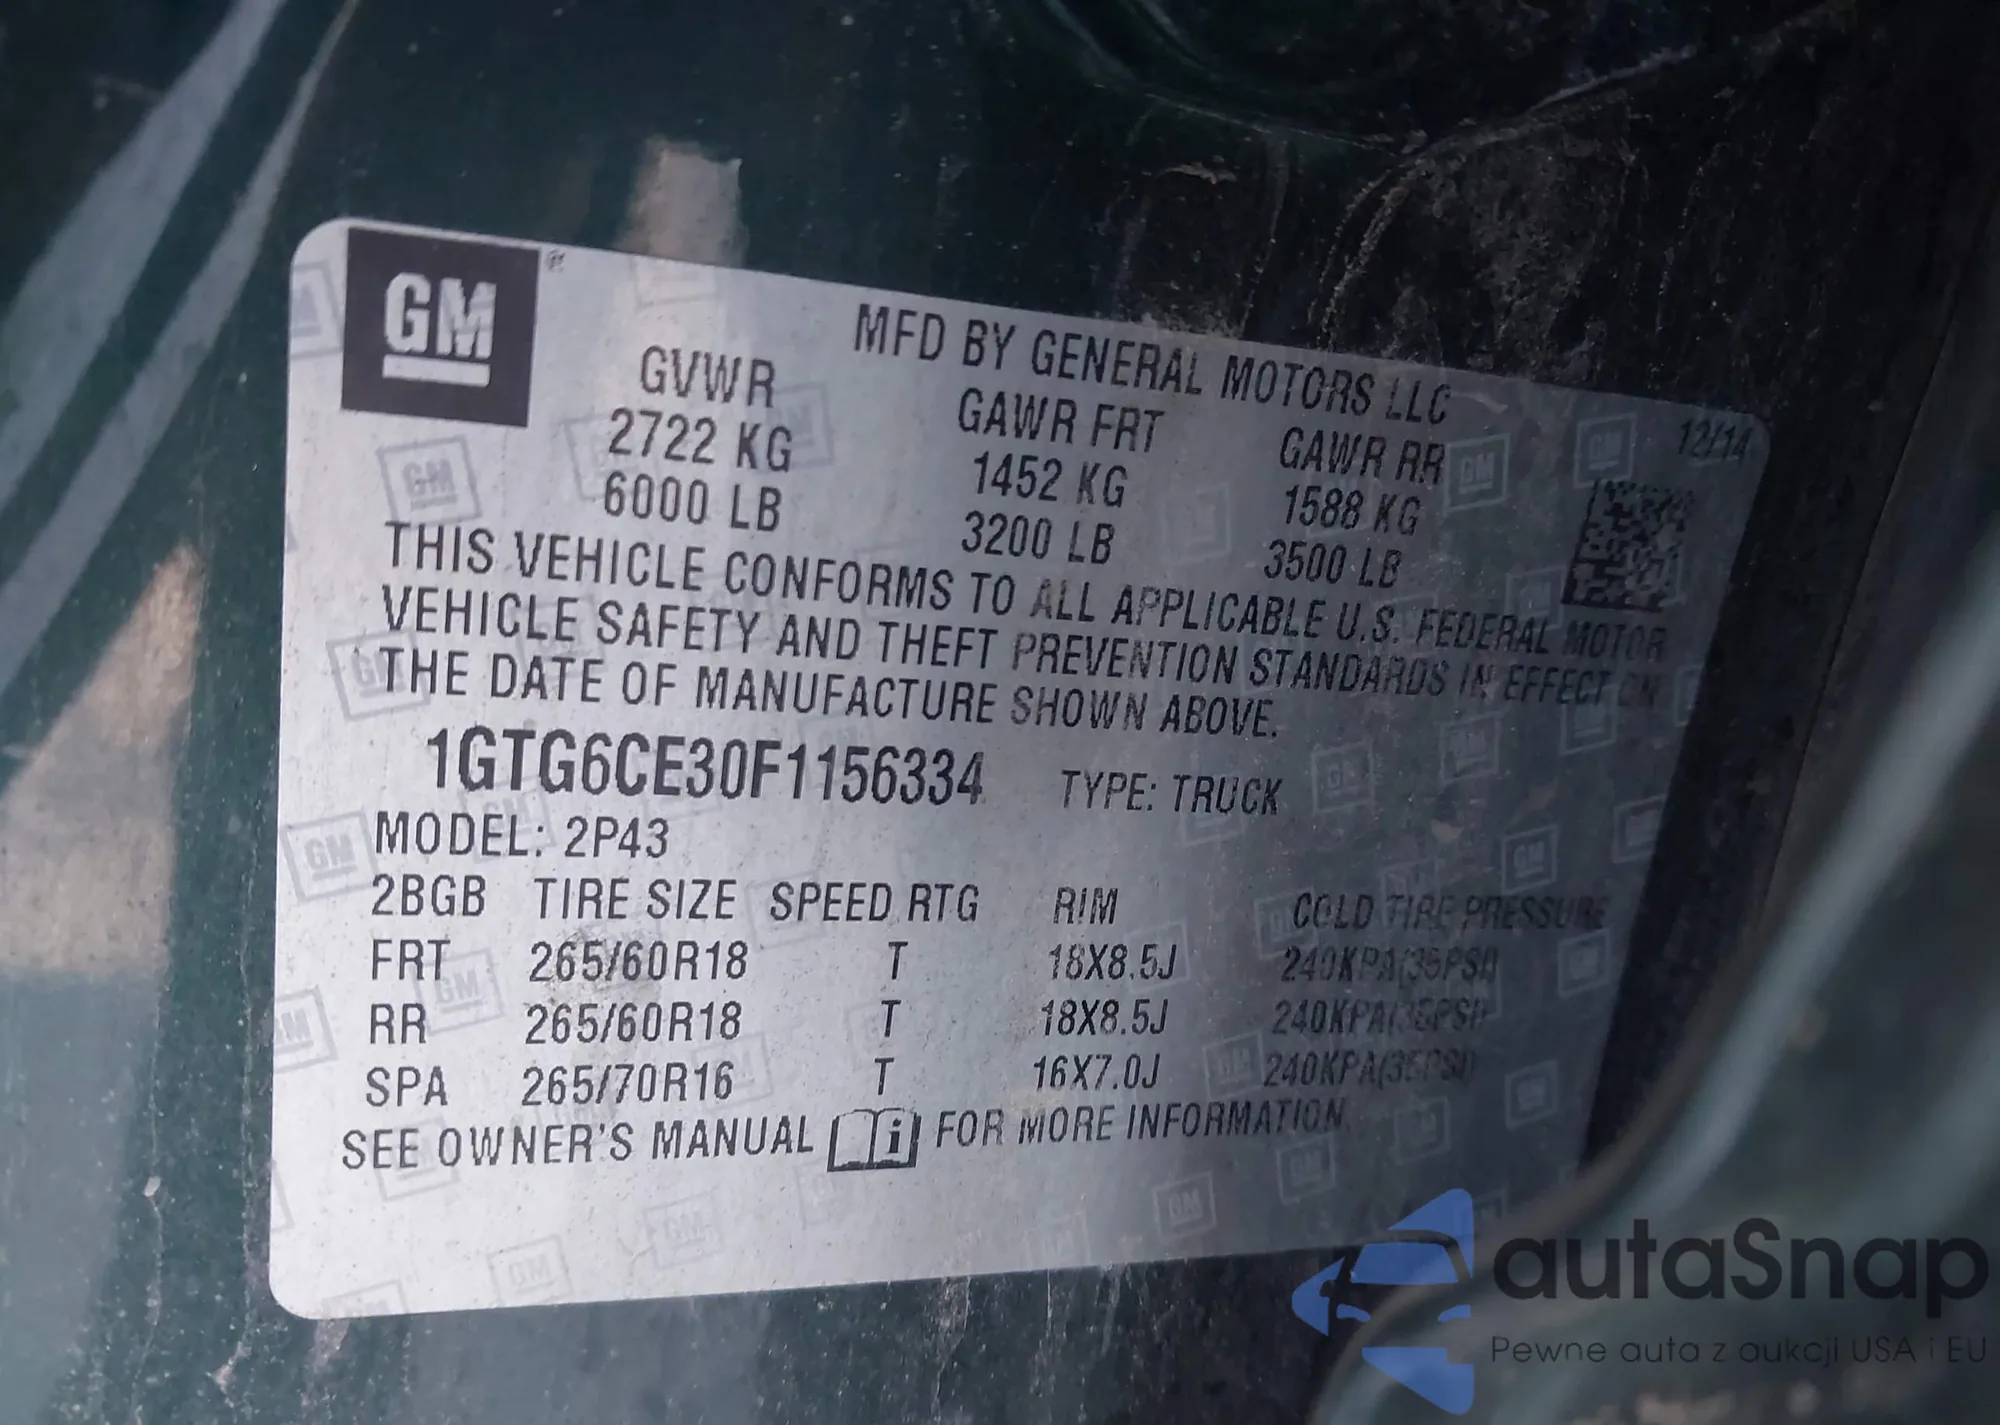 GM®
MFD BY GENERAL MOTORS LLC
12/14
GVWR GAWR FRT GAWR RR
2722 KG 1452 KG 1588 KG
6000 LB 3200 LB 3500 LB
THIS VEHICLE CONFORMS TO ALL APPLICABLE U.S. FEDERAL MOTOR
VEHICLE SAFETY AND THEFT PREVENTION STANDARDS IN EFFECT ON
THE DATE OF MANUFACTURE SHOWN ABOVE.
1GTG6CE30F1156334 TYPE: TRUCK
MODEL: 2P43
2BGB TIRE SIZE SPEED RTG RIM COLD TIRE PRESSURE
FRT 265/60R18 T 18X8.5J 240KPA(35PSI)
RR 265/60R18 T 18X8.5J 240KPA(35PSI)
SPA 265/70R16 T 16X7.0J 240KPA(35PSI)
SEE OWNER'S MANUAL i FOR MORE INFORMATION.
autaSnap
Pewne auta z aukcji USA i EU